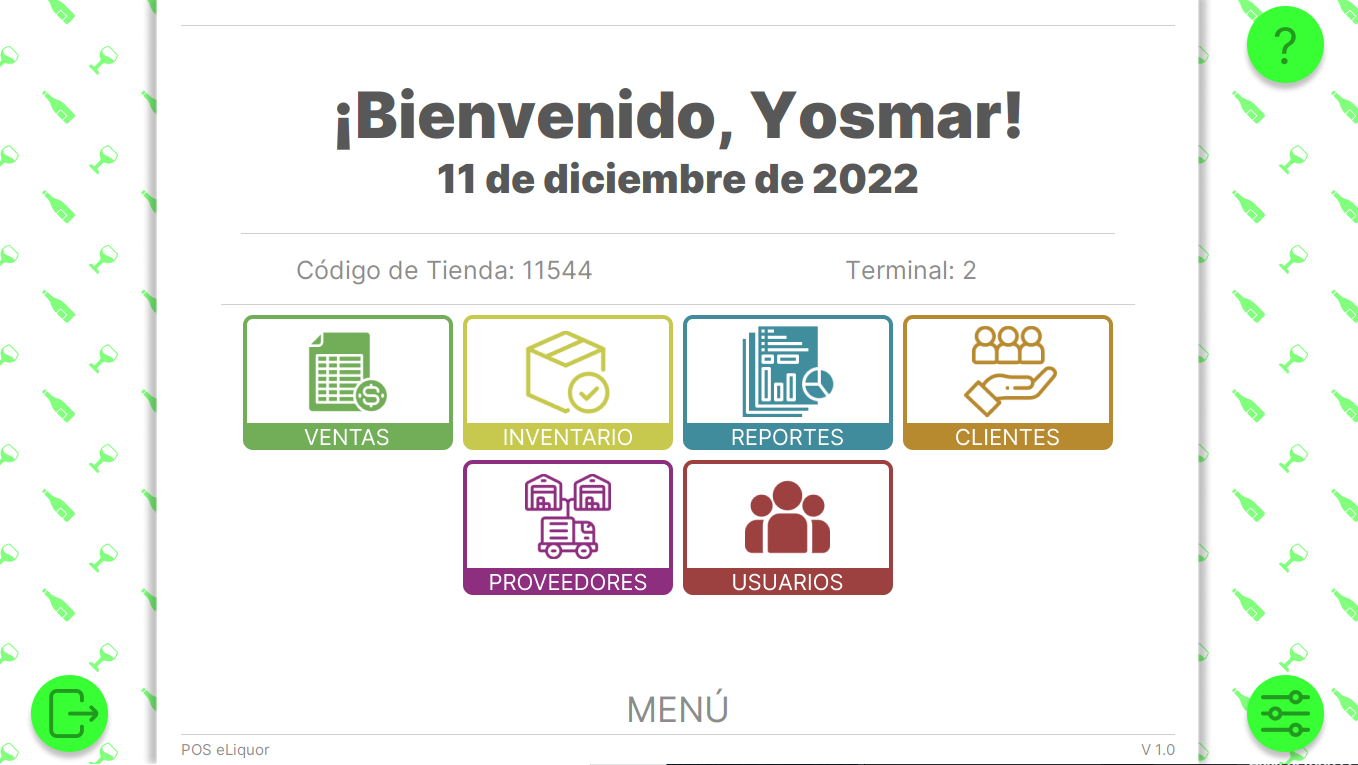 ?
¡Bienvenido, Yosmar!
11 de diciembre de 2022
Código de Tienda: 11544 Terminal: 2
VENTAS INVENTARIO REPORTES CLIENTES
PROVEEDORES USUARIOS
MENÚ
POS eLiquor V 1.0